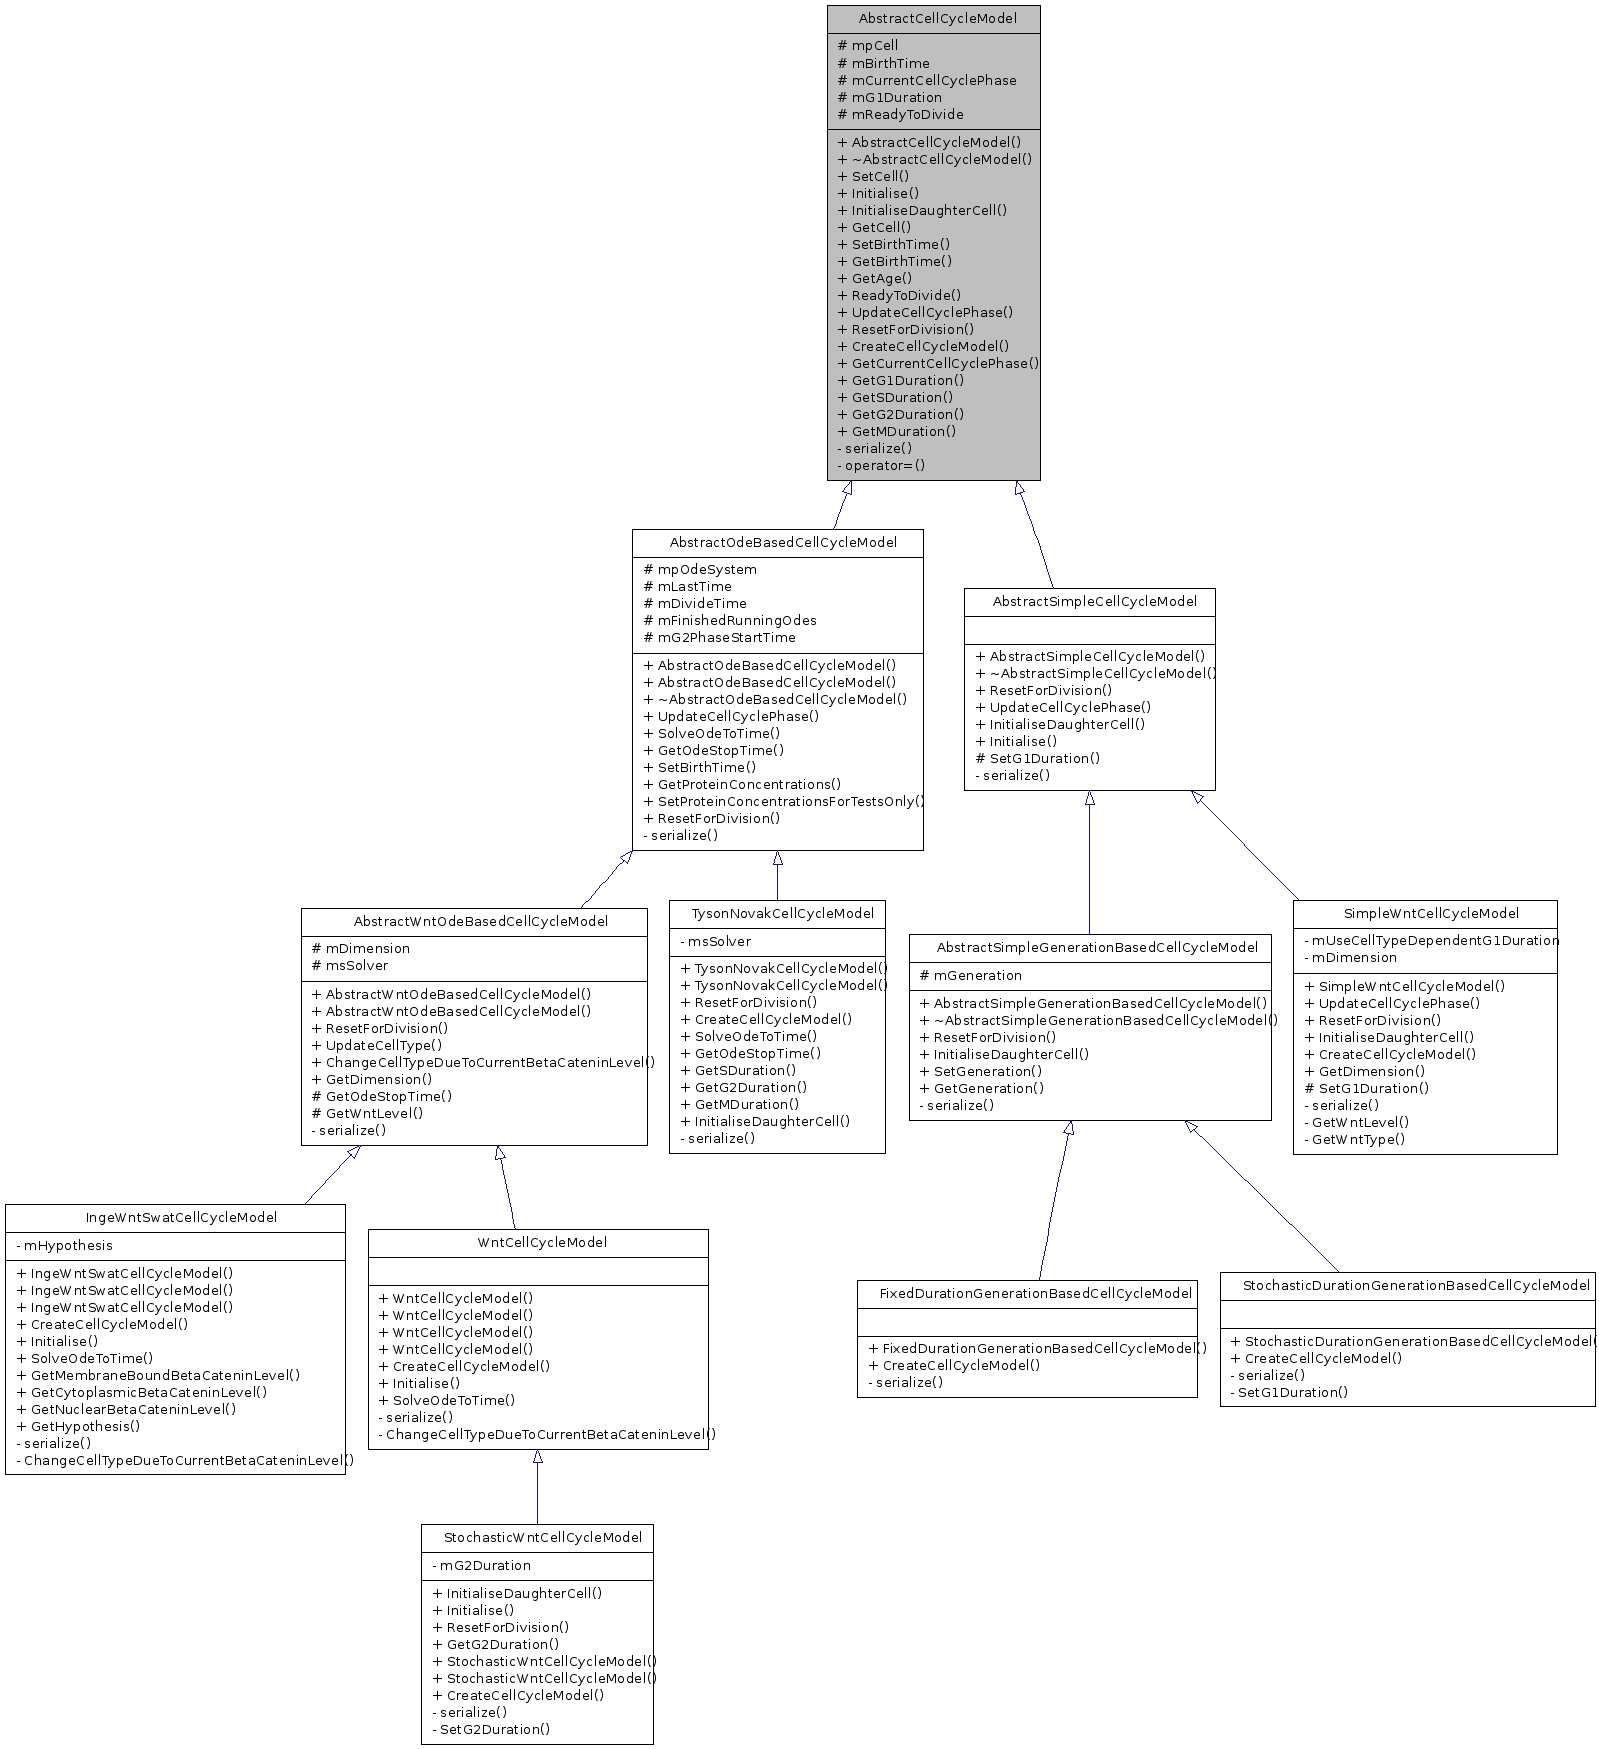 AbstractCellCycleModel
# mpCell
# mBirthTime
# mCurrentCellCyclePhase
# mG1Duration
# mReadyToDivide
+ AbstractCellCycleModel()
+ ~AbstractCellCycleModel()
+ SetCell()
+ Initialise()
+ InitialiseDaughterCell()
+ GetCell()
+ SetBirthTime()
+ GetBirthTime()
+ GetAge()
+ ReadyToDivide()
+ UpdateCellCyclePhase()
+ ResetForDivision()
+ CreateCellCycleModel()
+ GetCurrentCellCyclePhase()
+ GetG1Duration()
+ GetSDuration()
+ GetG2Duration()
+ GetMDuration()
- serialize()
- operator=()
AbstractOdeBasedCellCycleModel
# mpOdeSystem
# mLastTime
# mDivideTime
# mFinishedRunningOdes
# mG2PhaseStartTime
+ AbstractOdeBasedCellCycleModel()
+ AbstractOdeBasedCellCycleModel()
+ ~AbstractOdeBasedCellCycleModel()
+ UpdateCellCyclePhase()
+ SolveOdeToTime()
+ GetOdeStopTime()
+ SetBirthTime()
+ GetProteinConcentrations()
+ SetProteinConcentrationsForTestsOnly()
+ ResetForDivision()
- serialize()
AbstractSimpleCellCycleModel
+ AbstractSimpleCellCycleModel()
+ ~AbstractSimpleCellCycleModel()
+ ResetForDivision()
+ UpdateCellCyclePhase()
+ InitialiseDaughterCell()
+ Initialise()
# SetG1Duration()
- serialize()
AbstractWntOdeBasedCellCycleModel
# mDimension
# msSolver
+ AbstractWntOdeBasedCellCycleModel()
+ AbstractWntOdeBasedCellCycleModel()
+ ResetForDivision()
+ UpdateCellType()
+ ChangeCellTypeDueToCurrentBetaCateninLevel()
+ GetDimension()
# GetOdeStopTime()
# GetWntLevel()
- serialize()
TysonNovakCellCycleModel
- msSolver
+ TysonNovakCellCycleModel()
+ TysonNovakCellCycleModel()
+ ResetForDivision()
+ CreateCellCycleModel()
+ SolveOdeToTime()
+ GetOdeStopTime()
+ GetSDuration()
+ GetG2Duration()
+ GetMDuration()
+ InitialiseDaughterCell()
- serialize()
AbstractSimpleGenerationBasedCellCycleModel
# mGeneration
+ AbstractSimpleGenerationBasedCellCycleModel()
+ ~AbstractSimpleGenerationBasedCellCycleModel()
+ ResetForDivision()
+ InitialiseDaughterCell()
+ SetGeneration()
+ GetGeneration()
- serialize()
SimpleWntCellCycleModel
- mUseCellTypeDependentG1Duration
- mDimension
+ SimpleWntCellCycleModel()
+ UpdateCellCyclePhase()
+ ResetForDivision()
+ InitialiseDaughterCell()
+ CreateCellCycleModel()
+ GetDimension()
# SetG1Duration()
- serialize()
- GetWntLevel()
- GetWntType()
IngeWntSwatCellCycleModel
- mHypothesis
+ IngeWntSwatCellCycleModel()
+ IngeWntSwatCellCycleModel()
+ IngeWntSwatCellCycleModel()
+ CreateCellCycleModel()
+ Initialise()
+ SolveOdeToTime()
+ GetMembraneBoundBetaCateninLevel()
+ GetCytoplasmicBetaCateninLevel()
+ GetNuclearBetaCateninLevel()
+ GetHypothesis()
- serialize()
- ChangeCellTypeDueToCurrentBetaCateninLevel()
WntCellCycleModel
+ WntCellCycleModel()
+ WntCellCycleModel()
+ WntCellCycleModel()
+ WntCellCycleModel()
+ CreateCellCycleModel()
+ Initialise()
+ SolveOdeToTime()
- serialize()
- ChangeCellTypeDueToCurrentBetaCateninLevel()
FixedDurationGenerationBasedCellCycleModel
+ FixedDurationGenerationBasedCellCycleModel()
+ CreateCellCycleModel()
- serialize()
StochasticDurationGenerationBasedCellCycleModel
+ StochasticDurationGenerationBasedCellCycleModel(
+ CreateCellCycleModel()
- serialize()
- SetG1Duration()
StochasticWntCellCycleModel
- mG2Duration
+ InitialiseDaughterCell()
+ Initialise()
+ ResetForDivision()
+ GetG2Duration()
+ StochasticWntCellCycleModel()
+ StochasticWntCellCycleModel()
+ CreateCellCycleModel()
- serialize()
- SetG2Duration()